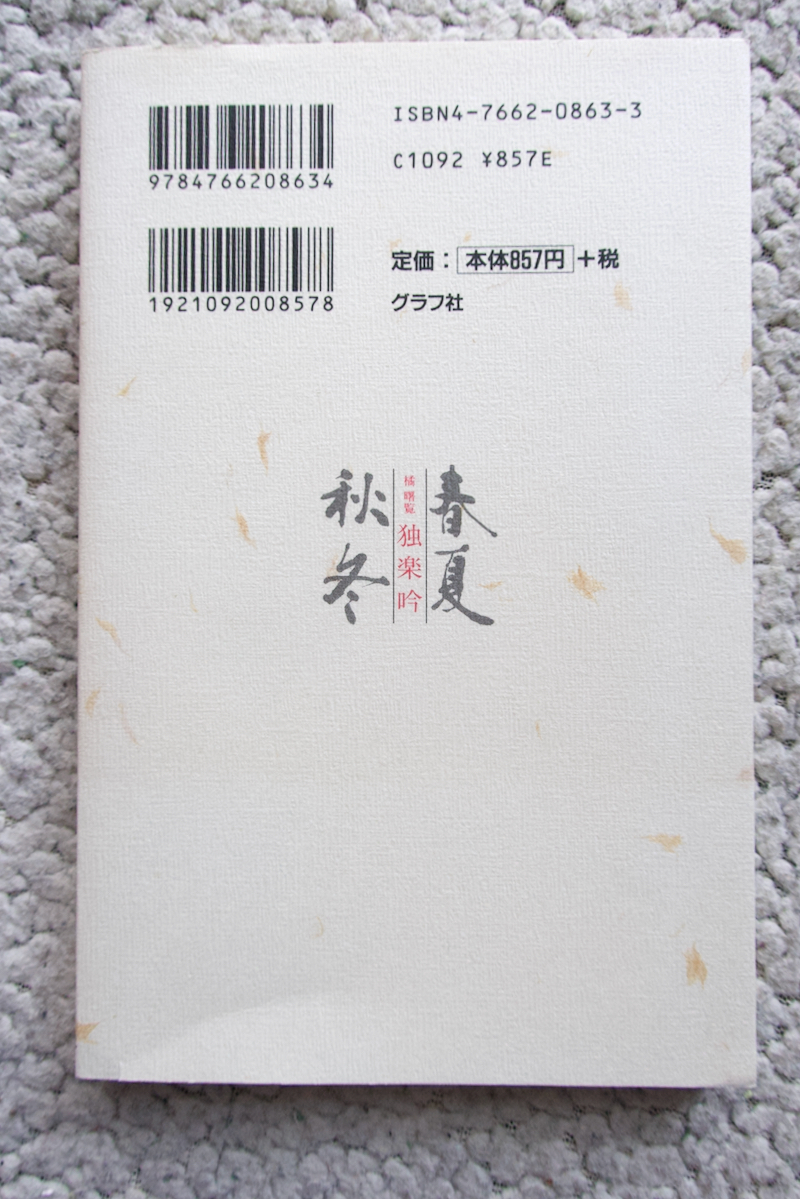 ISBN4-7662-0863-3
9784766208634
C1092 ¥857E
定価：本体857円+税
1921092008578
グラフ社
春夏
橘曙覧 独楽吟
秋冬